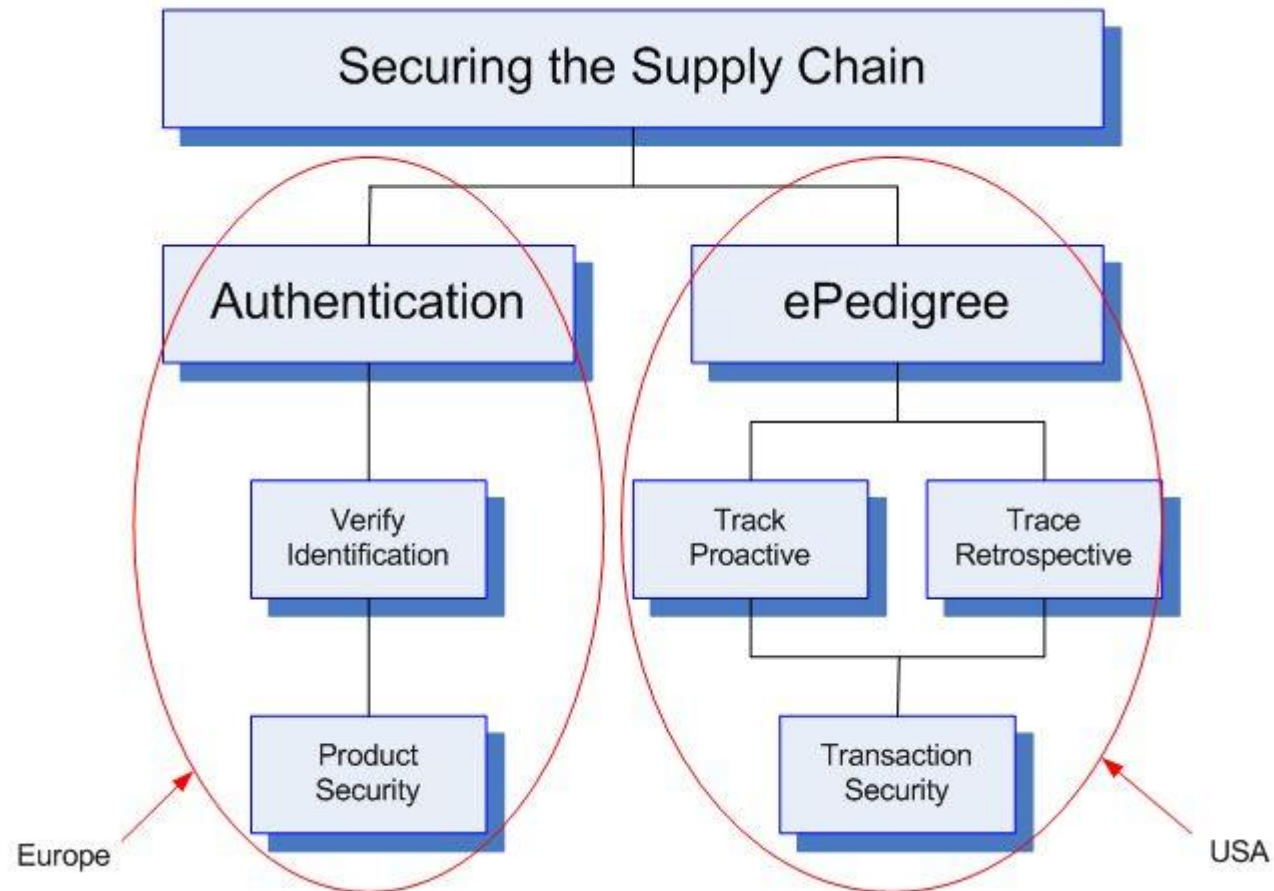 Securing the Supply Chain
Authentication
ePedigree
Verify
Identification
Track
Proactive
Trace
Retrospective
Product
Security
Transaction
Security
Europe
USA